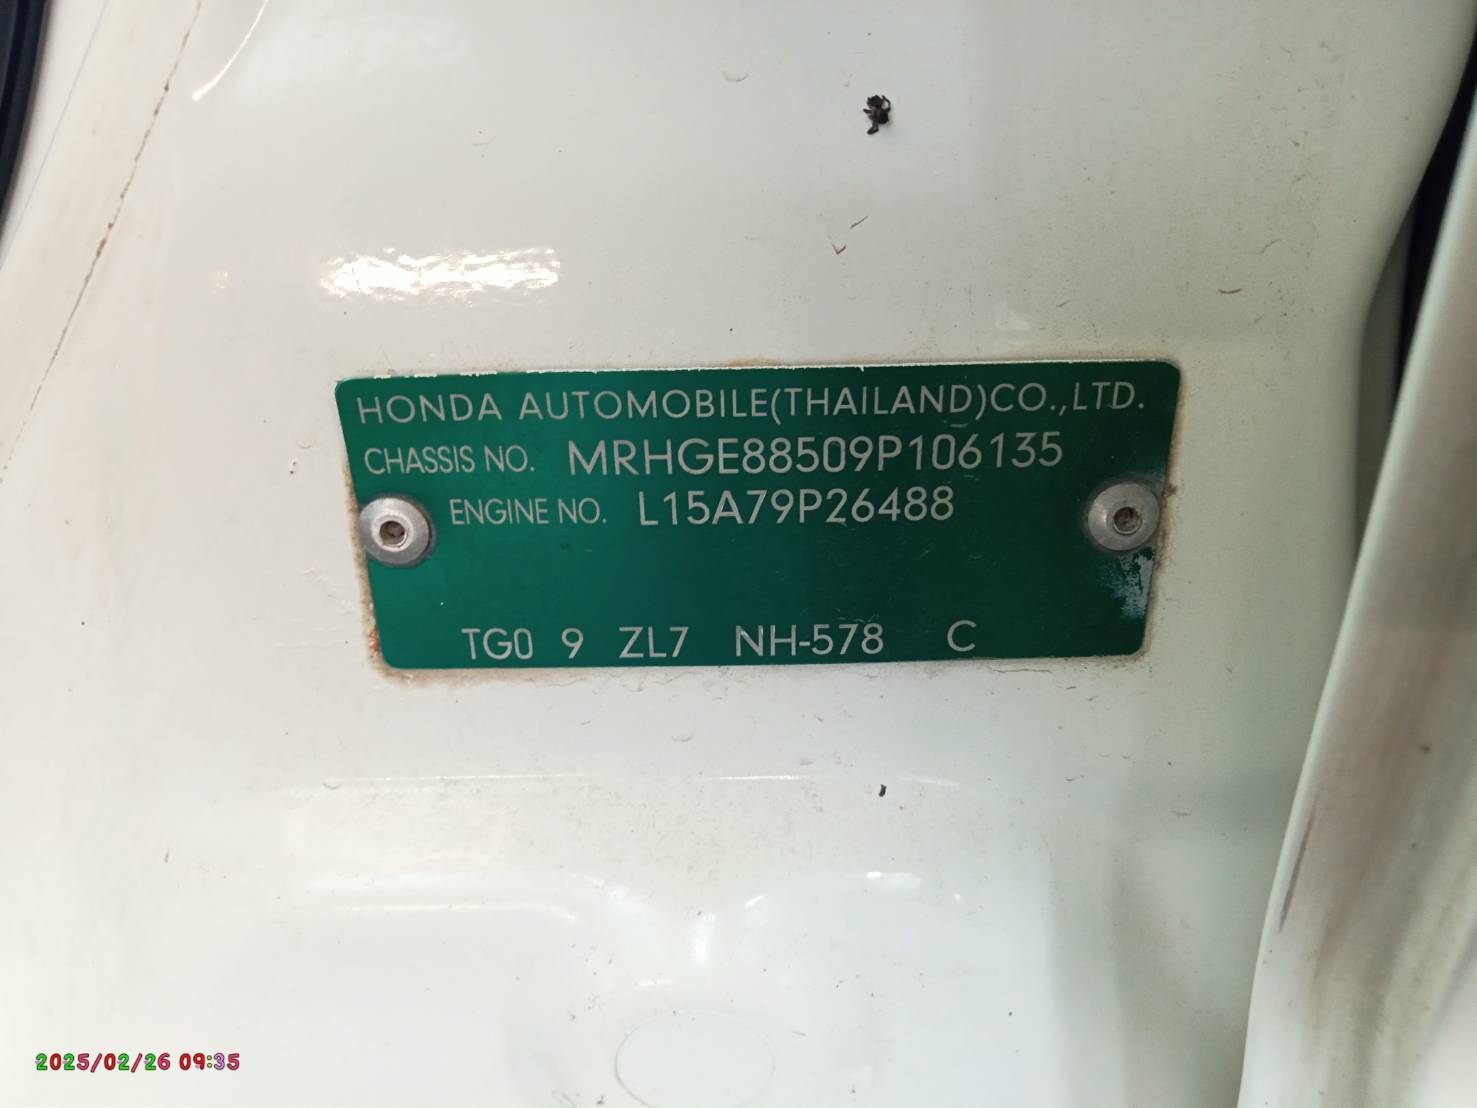 HONDA AUTOMOBILE(THAILAND)CO.,LTD.
CHASSIS NO. MRHGE88509P106135
ENGINE NO. L15A79P26488
TG0 9 ZL7 NH-578 C
2025/02/26 09:35